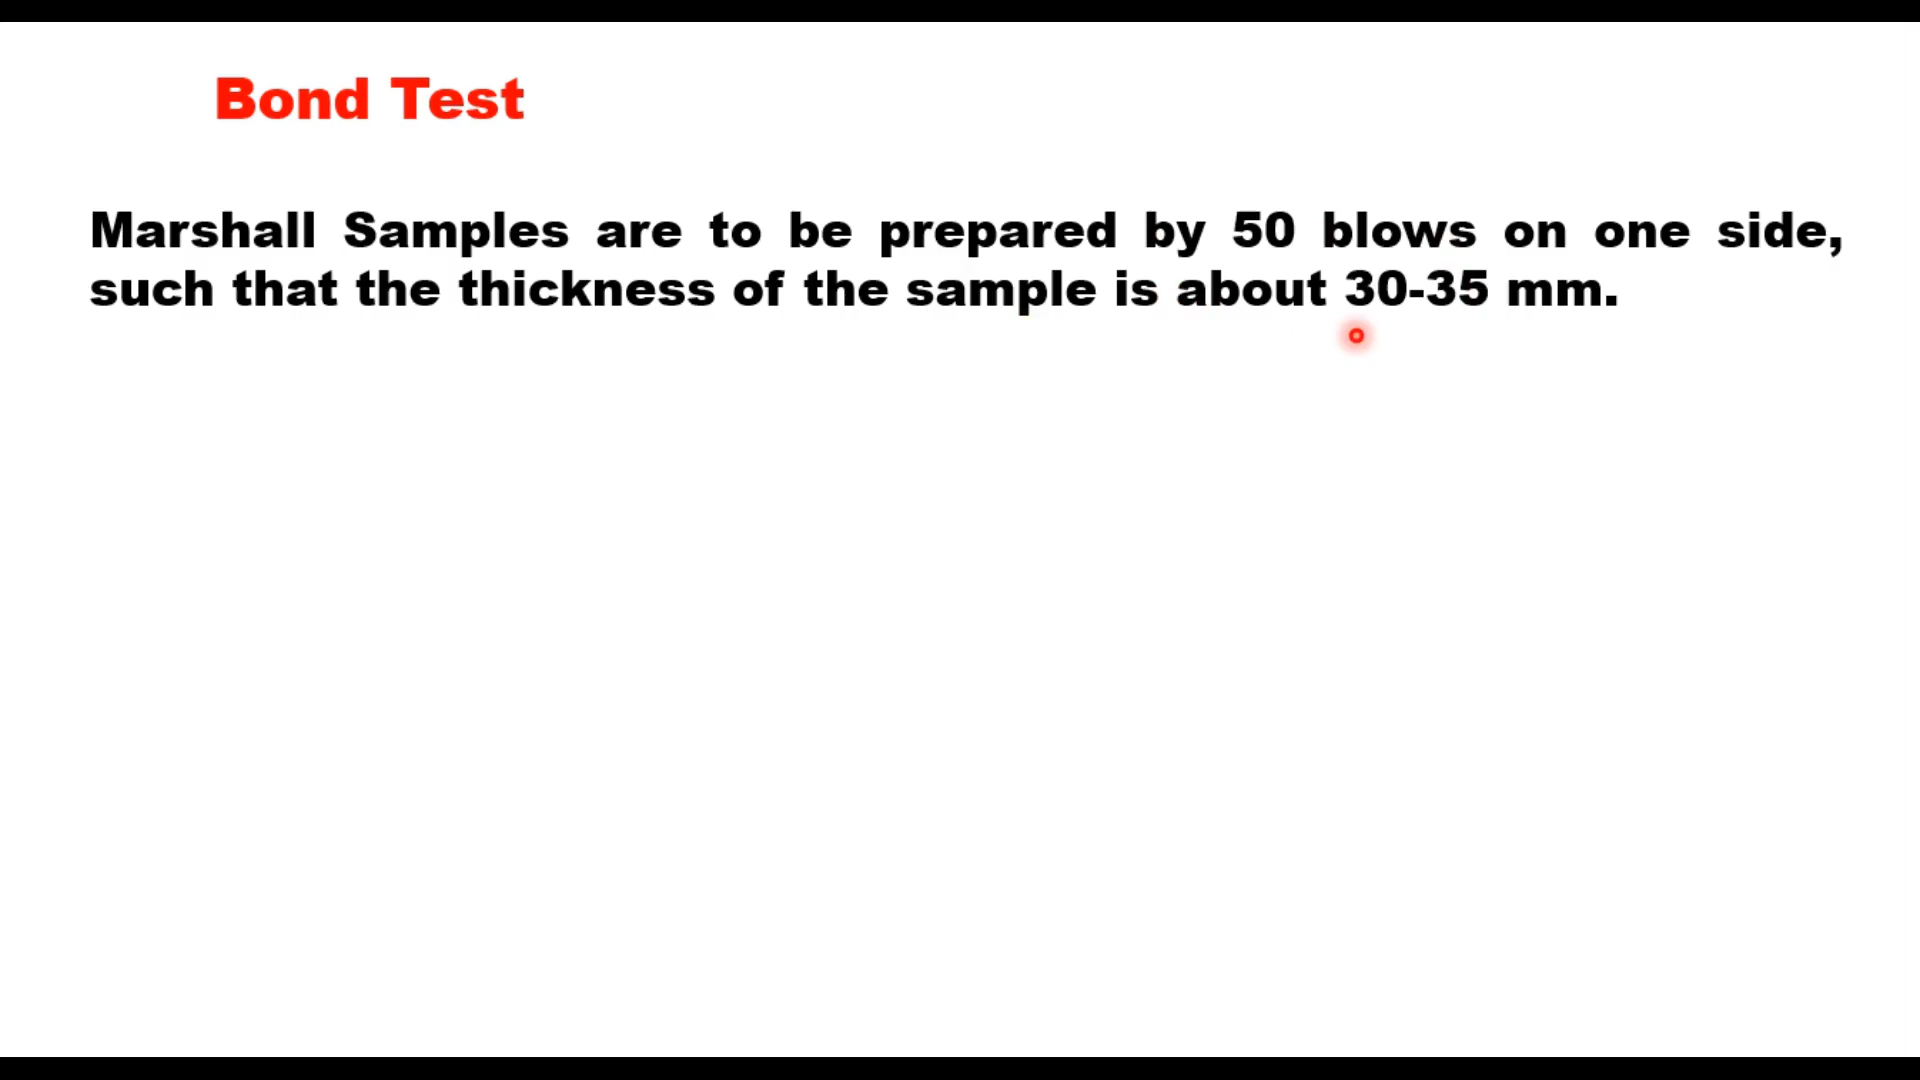 Bond Test
Marshall Samples are to be prepared by 50 blows on one side,
such that the thickness of the sample is about 30-35 mm.